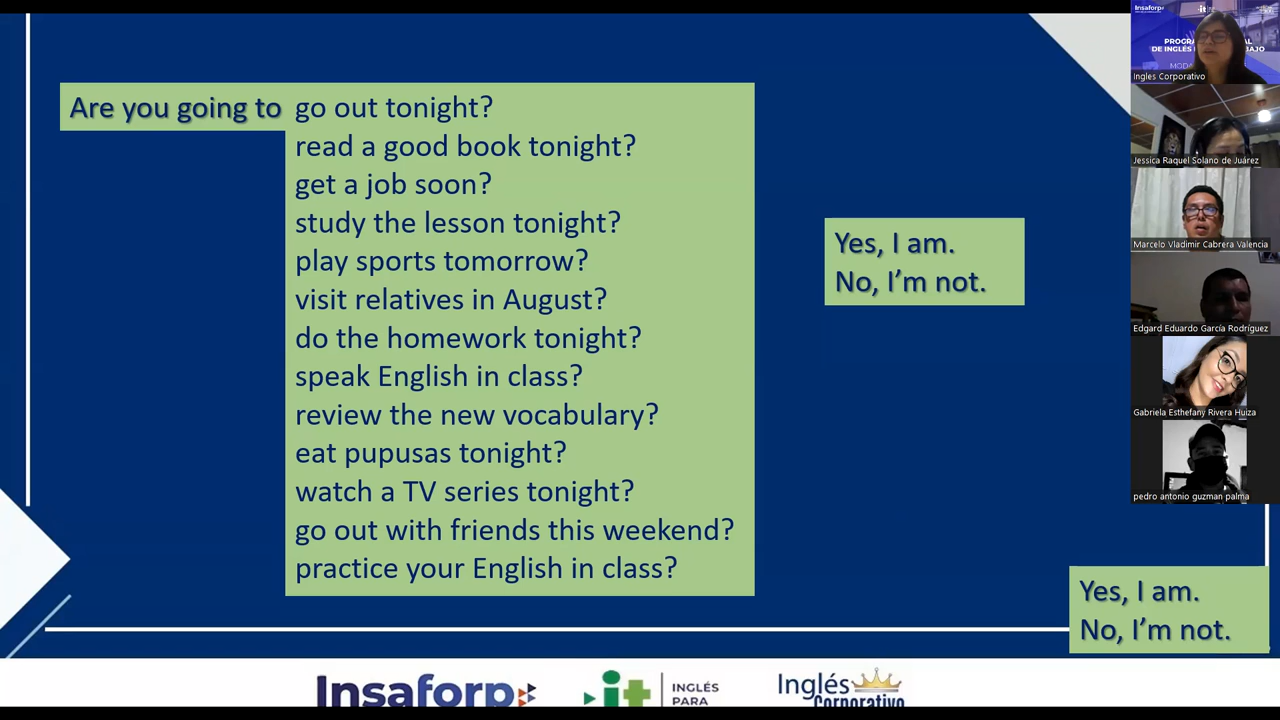 Are you going to go out tonight?
read a good book tonight?
get a job soon?
study the lesson tonight?
play sports tomorrow?
visit relatives in August?
do the homework tonight?
speak English in class?
review the new vocabulary?
eat pupusas tonight?
watch a TV series tonight?
go out with friends this weekend?
practice your English in class?
Yes, I am.
No, I'm not.
Yes, I am.
No, I'm not.
Insaforp
it
INGLÉS
PARA
Inglés
Corporativo
Insaforp
Ingles Corporativo
Jessica Raquel Solano de Juárez
Marcelo Vladimir Cabrera Valencia
Edgard Eduardo García Rodríguez
Gabriela Esthefany Rivera Huiza
pedro antonio guzman palma